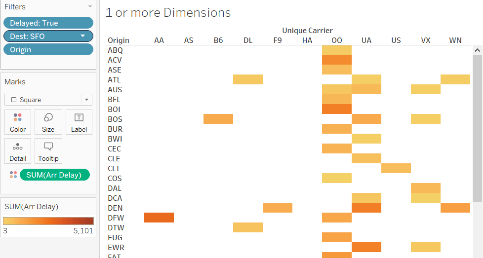 Filters
Delayed: True
Dest: SFO
Origin
Marks
Square
Color
Size
Label
Detail
Tooltip
SUM(Arr Delay)
SUM(Arr Delay)
3 5,101
1 or more Dimensions
Unique Carrier
Origin AA AS B6 DL F9 HA OO UA US VX WN
ABQ
ACV
ASE
ATL
AUS
BFL
BOI
BOS
BUR
BWI
CEC
CLE
CLT
COS
DAL
DCA
DEN
DFW
DTW
EUG
EWR
FAT